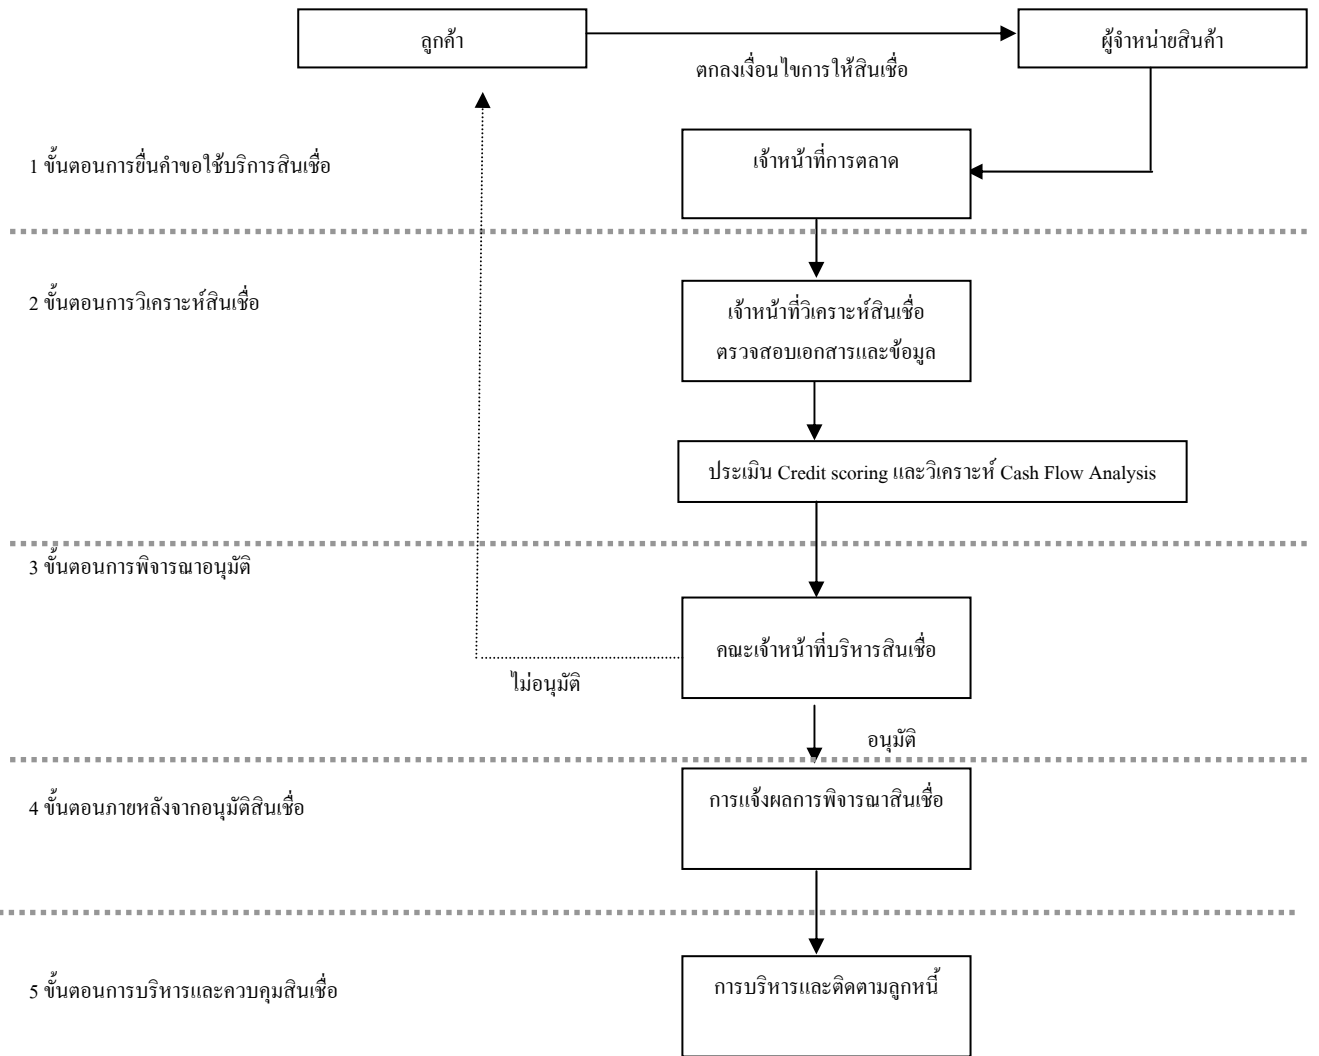 ลูกค้า
ผู้จำหน่ายสินค้า
ตกลงเงื่อนไขการให้สินเชื่อ
1 ขั้นตอนการยื่นคำขอใช้บริการสินเชื่อ
เจ้าหน้าที่การตลาด
2 ขั้นตอนการวิเคราะห์สินเชื่อ
เจ้าหน้าที่วิเคราะห์สินเชื่อ
ตรวจสอบเอกสารและข้อมูล
ประเมิน Credit scoring และวิเคราะห์ Cash Flow Analysis
3 ขั้นตอนการพิจารณาอนุมัติ
คณะเจ้าหน้าที่บริหารสินเชื่อ
ไม่อนุมัติ
อนุมัติ
4 ขั้นตอนภายหลังจากอนุมัติสินเชื่อ
การแจ้งผลการพิจารณาสินเชื่อ
5 ขั้นตอนการบริหารและควบคุมสินเชื่อ
การบริหารและติดตามลูกหนี้